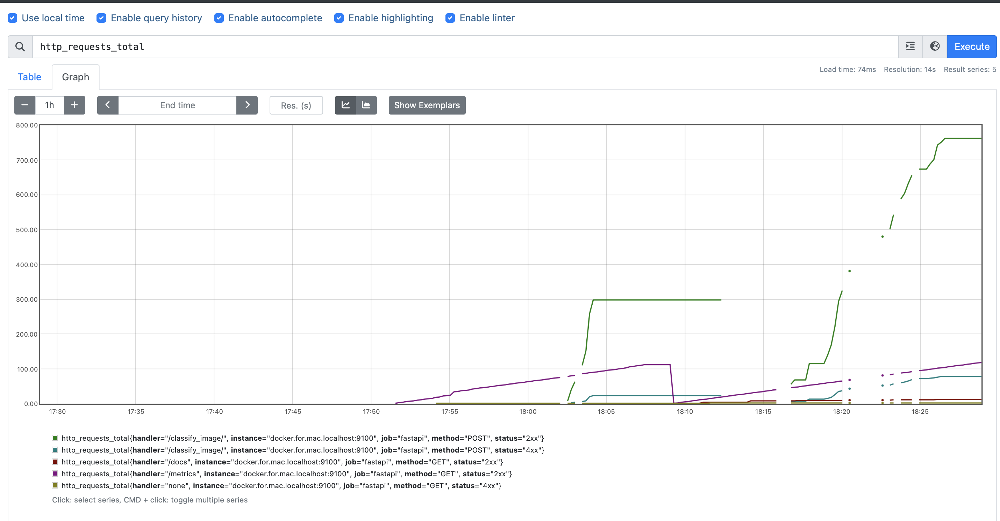 Use local time Enable query history Enable autocomplete Enable highlighting Enable linter
http_requests_total Execute
Table Graph Load time: 74ms Resolution: 14s Result series: 5
1h End time Res. (s) Show Exemplars
800.00
700.00
600.00
500.00
400.00
300.00
200.00
100.00
0.00
17:30 17:35 17:40 17:45 17:50 17:55 18:00 18:05 18:10 18:15 18:20 18:25
http_requests_total{handler="/classify_image/", instance="docker.for.mac.localhost:9100", job="fastapi", method="POST", status="2xx"}
http_requests_total{handler="/classify_image/", instance="docker.for.mac.localhost:9100", job="fastapi", method="POST", status="4xx"}
http_requests_total{handler="/docs", instance="docker.for.mac.localhost:9100", job="fastapi", method="GET", status="2xx"}
http_requests_total{handler="/metrics", instance="docker.for.mac.localhost:9100", job="fastapi", method="GET", status="2xx"}
http_requests_total{handler="none", instance="docker.for.mac.localhost:9100", job="fastapi", method="GET", status="4xx"}
Click: select series, CMD + click: toggle multiple series